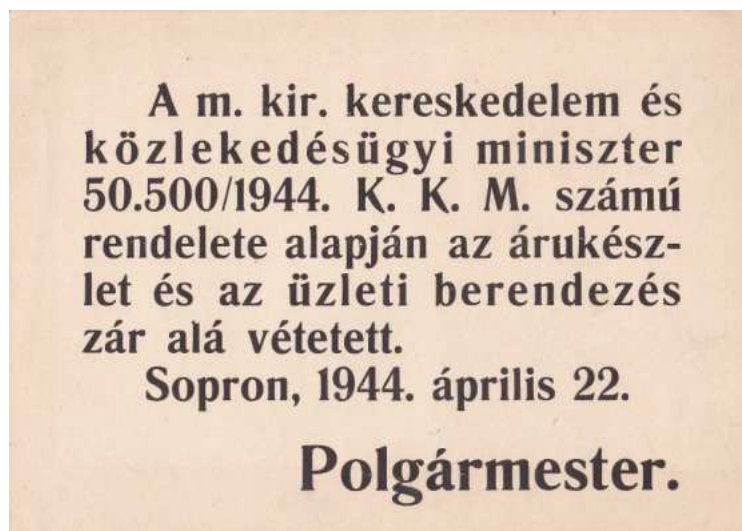 A m. kir. kereskedelem és
közlekedésügyi miniszter
50.500/1944. K. K. M. számú
rendelete alapján az árukész-
let és az üzleti berendezés
zár alá vétetett.
Sopron, 1944. április 22.
Polgármester.